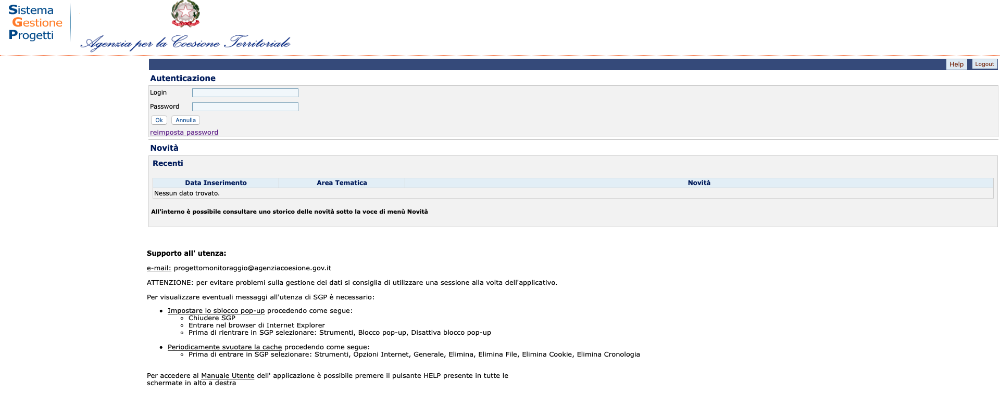 Sistema
Gestione
Progetti
Agenzia per la Coesione Territoriale
Help
Logout
Autenticazione
Login
Password
Ok
Annulla
reimposta password
Novità
Recenti
Data Inserimento
Area Tematica
Novità
Nessun dato trovato.
All'interno è possibile consultare uno storico delle novità sotto la voce di menù Novità
Supporto all' utenza:
e-mail: progettomonitoraggio@agenziacoesione.gov.it
ATTENZIONE: per evitare problemi sulla gestione dei dati si consiglia di utilizzare una sessione alla volta dell'applicativo.
Per visualizzare eventuali messaggi all'utenza di SGP è necessario:
Impostare lo sblocco pop-up procedendo come segue:
Chiudere SGP
Entrare nel browser di Internet Explorer
Prima di rientrare in SGP selezionare: Strumenti, Blocco pop-up, Disattiva blocco pop-up
Periodicamente svuotare la cache procedendo come segue:
Prima di entrare in SGP selezionare: Strumenti, Opzioni Internet, Generale, Elimina, Elimina File, Elimina Cookie, Elimina Cronologia
Per accedere al Manuale Utente dell' applicazione è possibile premere il pulsante HELP presente in tutte le
schermate in alto a destra